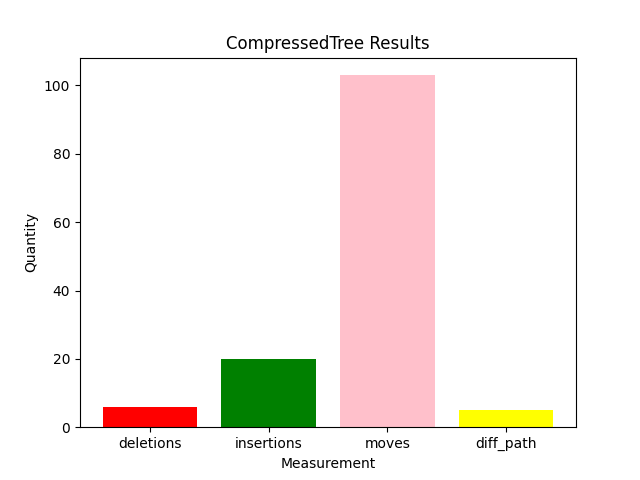 CompressedTree Results
100
80
60
40
20
0
Quantity
deletions insertions moves diff_path
Measurement